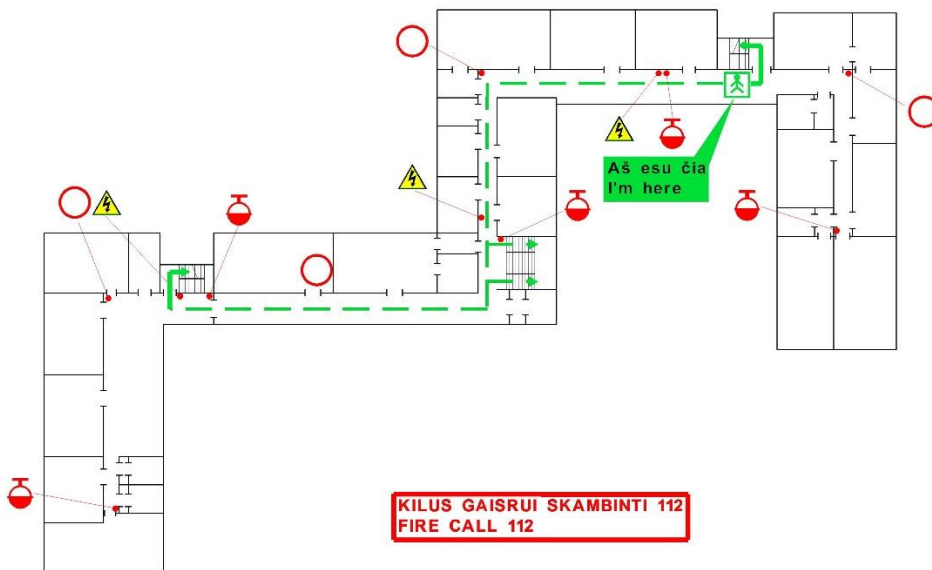 Aš esu čia
I'm here
KILUS GAISRUI SKAMBINTI 112
FIRE CALL 112